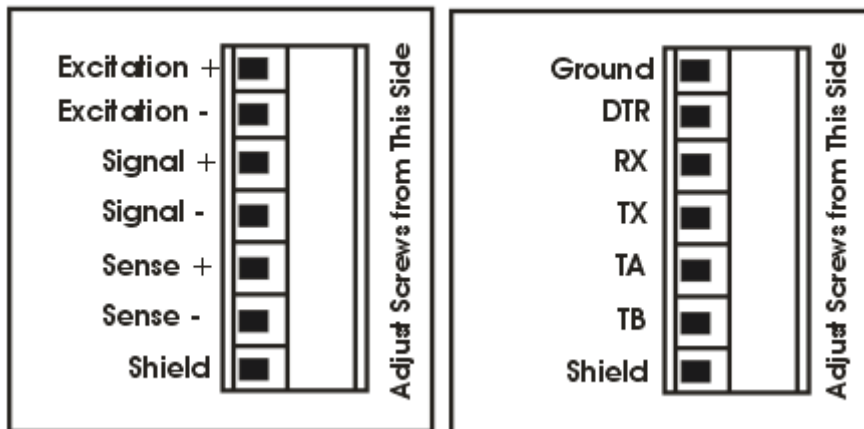 Excitation +
Excitation -
Signal +
Signal -
Sense +
Sense -
Shield
Adjust Screws from This Side
Ground
DTR
RX
TX
TA
TB
Shield
Adjust Screws from This Side